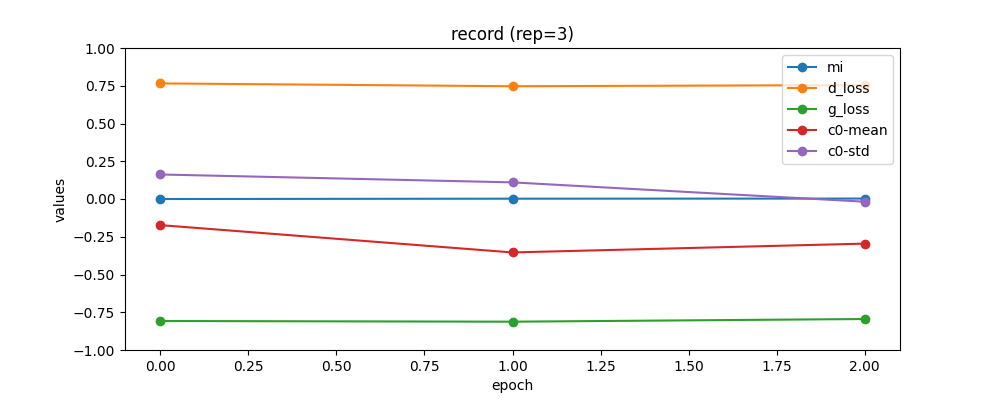 record (rep=3)
1.00
0.75
0.50
0.25
0.00
−0.25
−0.50
−0.75
−1.00
values
mi
d_loss
g_loss
c0-mean
c0-std
0.00 0.25 0.50 0.75 1.00 1.25 1.50 1.75 2.00
epoch